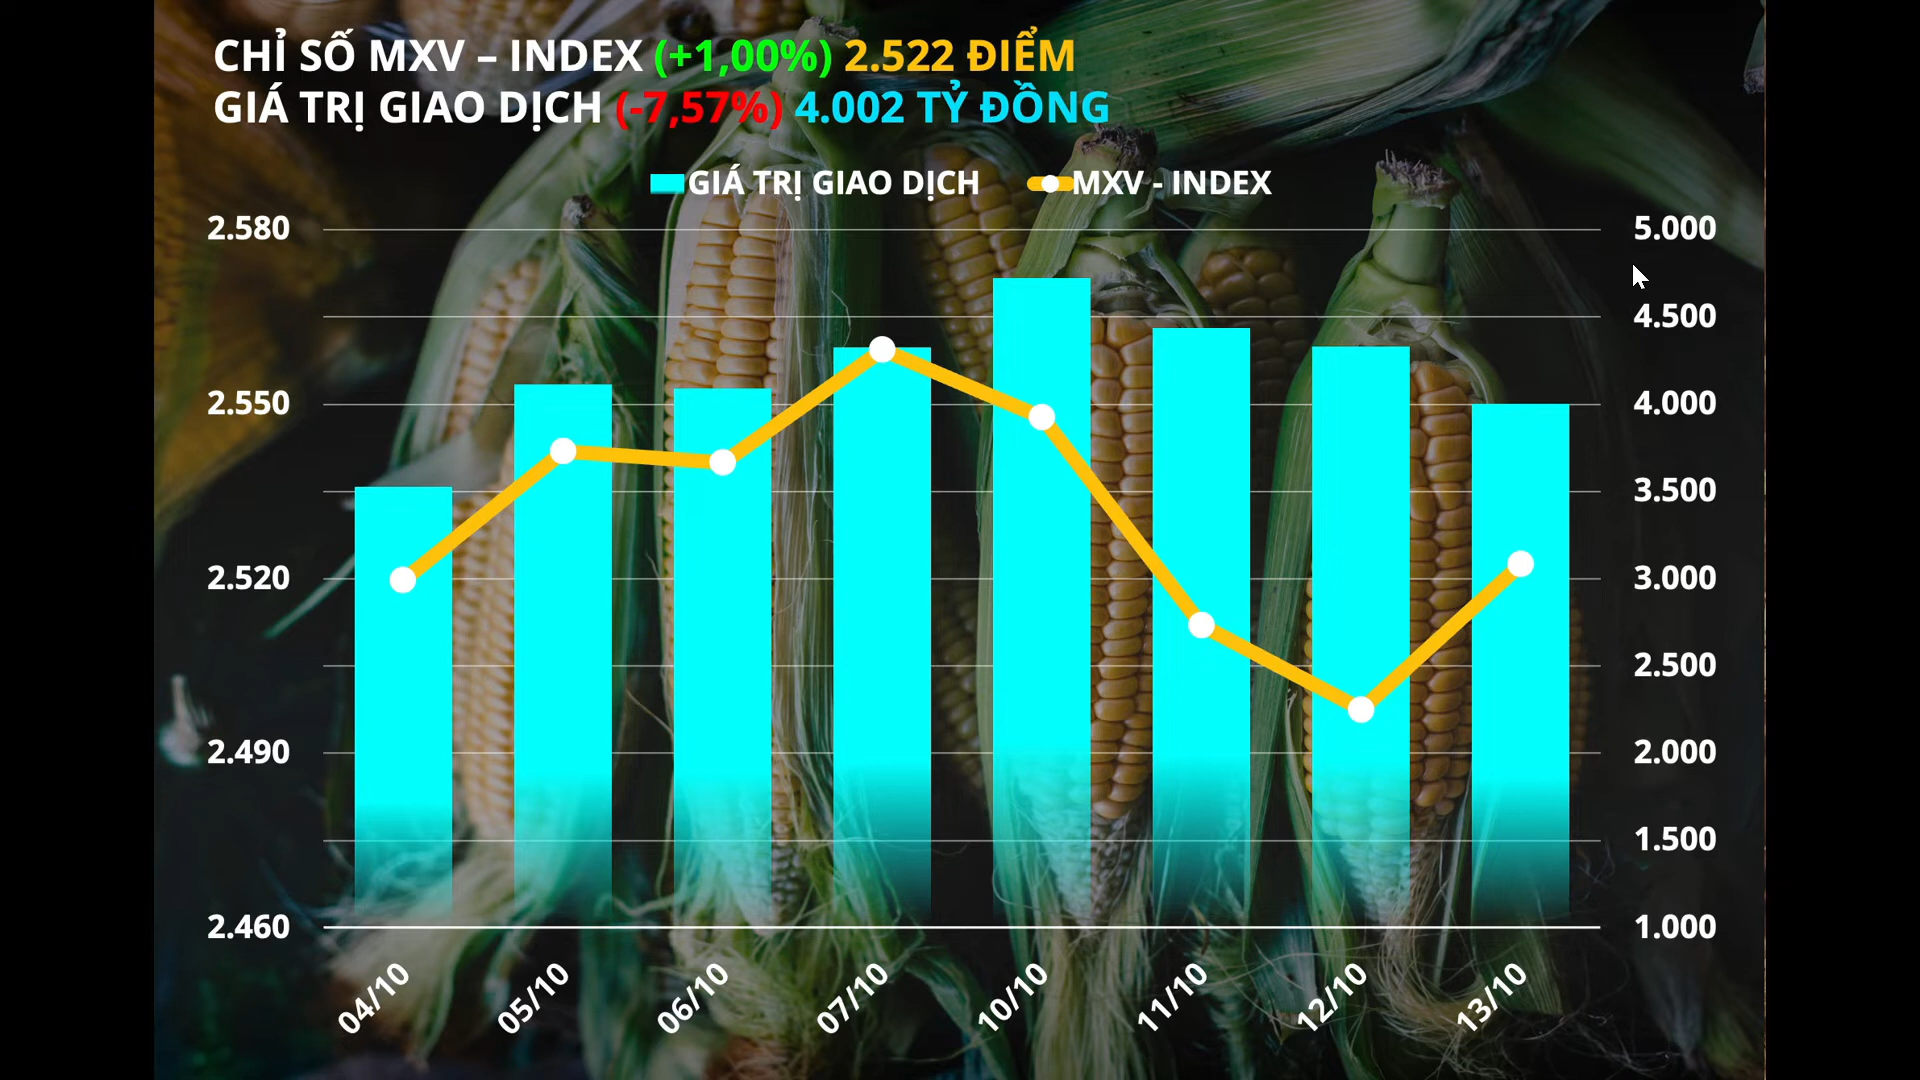 CHỈ SỐ MXV – INDEX (+1,00%) 2.522 ĐIỂM
GIÁ TRỊ GIAO DỊCH (-7,57%) 4.002 TỶ ĐỒNG
GIÁ TRỊ GIAO DỊCH MXV - INDEX
2.580 5.000
4.500
2.550 4.000
3.500
2.520 3.000
2.500
2.490 2.000
1.500
2.460 1.000
04/10 05/10 06/10 07/10 10/10 11/10 12/10 13/10